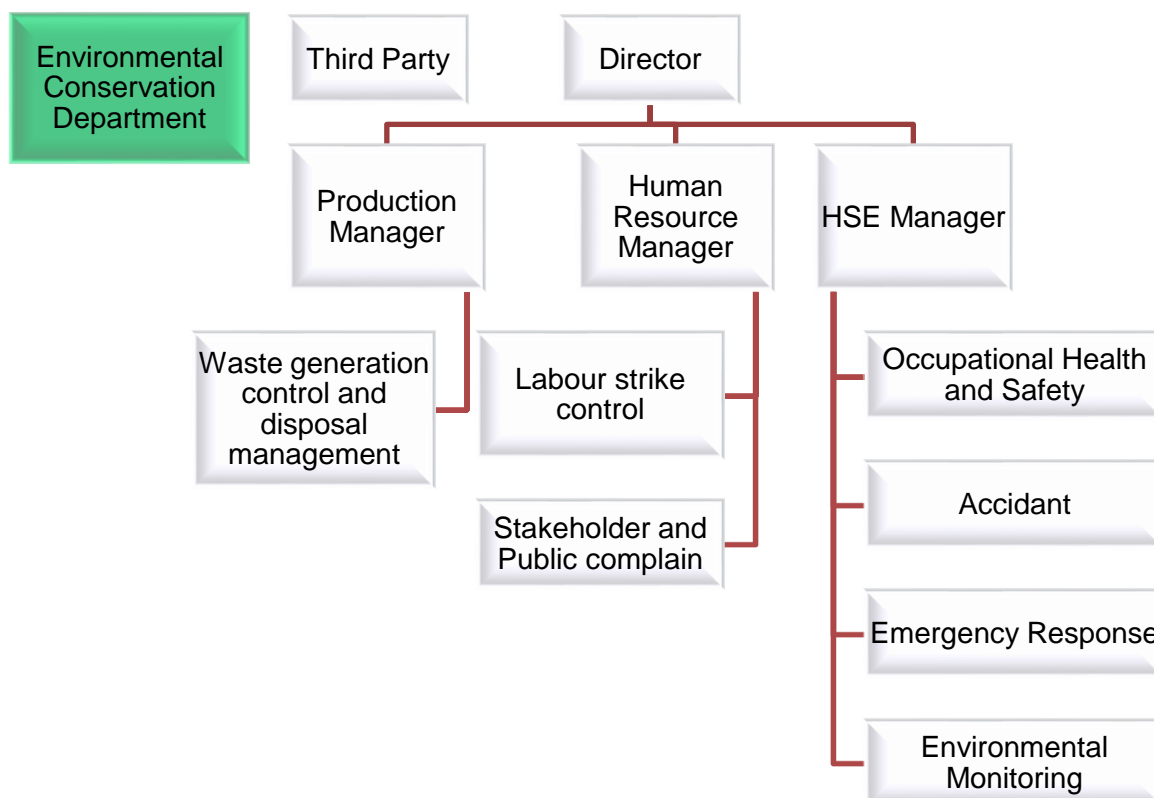 Environmental
Conservation
Department
Third Party
Director
Production
Manager
Human
Resource
Manager
HSE Manager
Waste generation
control and
disposal
management
Labour strike
control
Stakeholder and
Public complain
Occupational Health
and Safety
Accidant
Emergency Response
Environmental
Monitoring